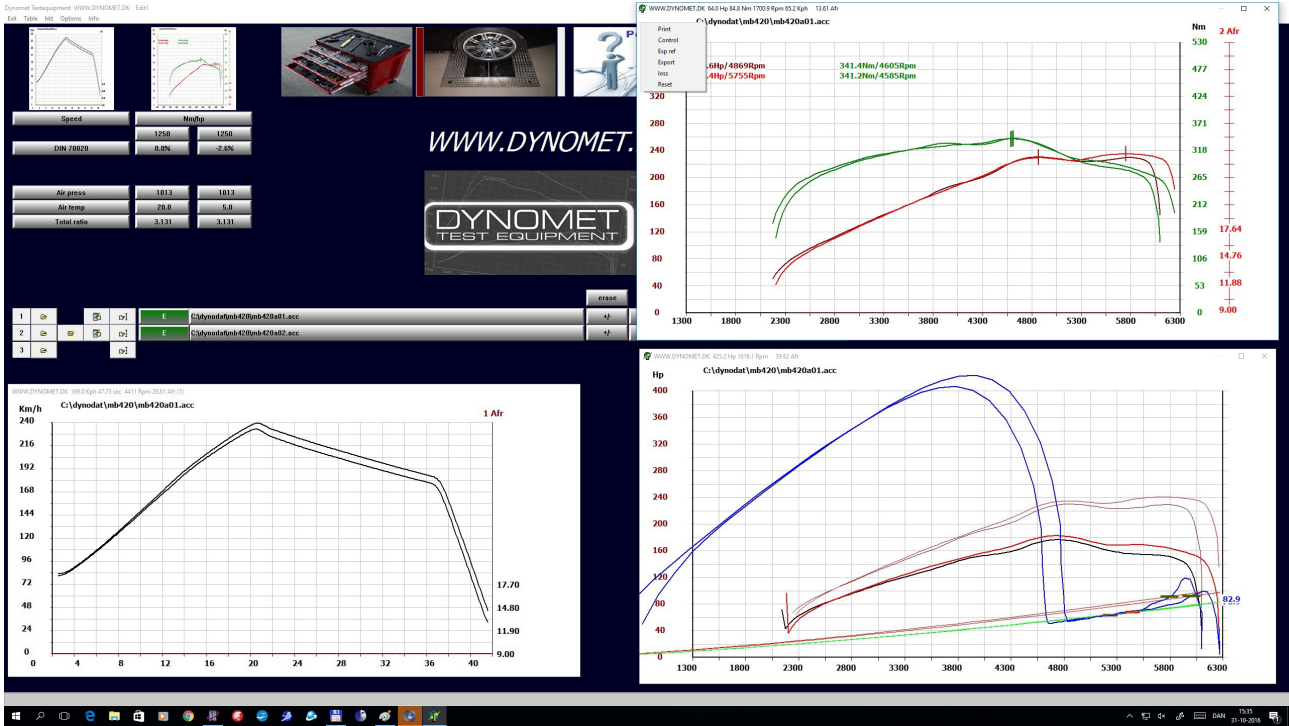 Dynomet Testequipment WWW.DYNOMET.DK Edit1
Exit Table Nit Options Info
Speed
Nm/hp
1250 1250
DIN 70020 0.0% -2.6%
Air press 1013 1013
Air temp 20.0 5.0
Total ratio 3.131 3.131
WWW.DYNOMET.
DYNOMET
TEST EQUIPMENT
erase
1 E C:\dynodat\mb420\mb420a01.acc +/-
2 E C:\dynodat\mb420\mb420a02.acc +/-
3
WWW.DYNOMET.DK 64.0 Hp 84.8 Nm 1700.9 Rpm 65.2 Kph 13.61 Afr
C:\dynodat\mb420\mb420a01.acc
Print
Control
Exp ref
Export
loss
Reset
.6Hp/4869Rpm 341.4Nm/4605Rpm
.4Hp/5755Rpm 341.2Nm/4585Rpm
Nm 2 Afr
530
477
320 424
280 371
240 318
200 265
160 212
120 159 17.64
80 106 14.76
40 53 11.88
0 0 9.00
1300 1800 2300 2800 3300 3800 4300 4800 5300 5800 6300
WWW.DYNOMET.DK 189.0 Kph 47.73 sec 4411 Rpm 28.61 Afr (1)
Km/h C:\dynodat\mb420\mb420a01.acc 1 Afr
240
216
192
168
144
120
96
72 17.70
48 14.80
24 11.90
0 9.00
0 4 8 12 16 20 24 28 32 36 40
WWW.DYNOMET.DK 425.2 Hp 1616.1 Rpm 39.62 Afr
Hp C:\dynodat\mb420\mb420a01.acc
400
360
320
280
240
200
160
120
80 82.9
40
0
1300 1800 2300 2800 3300 3800 4300 4800 5300 5800 6300
DAN
15:35
31-10-2016